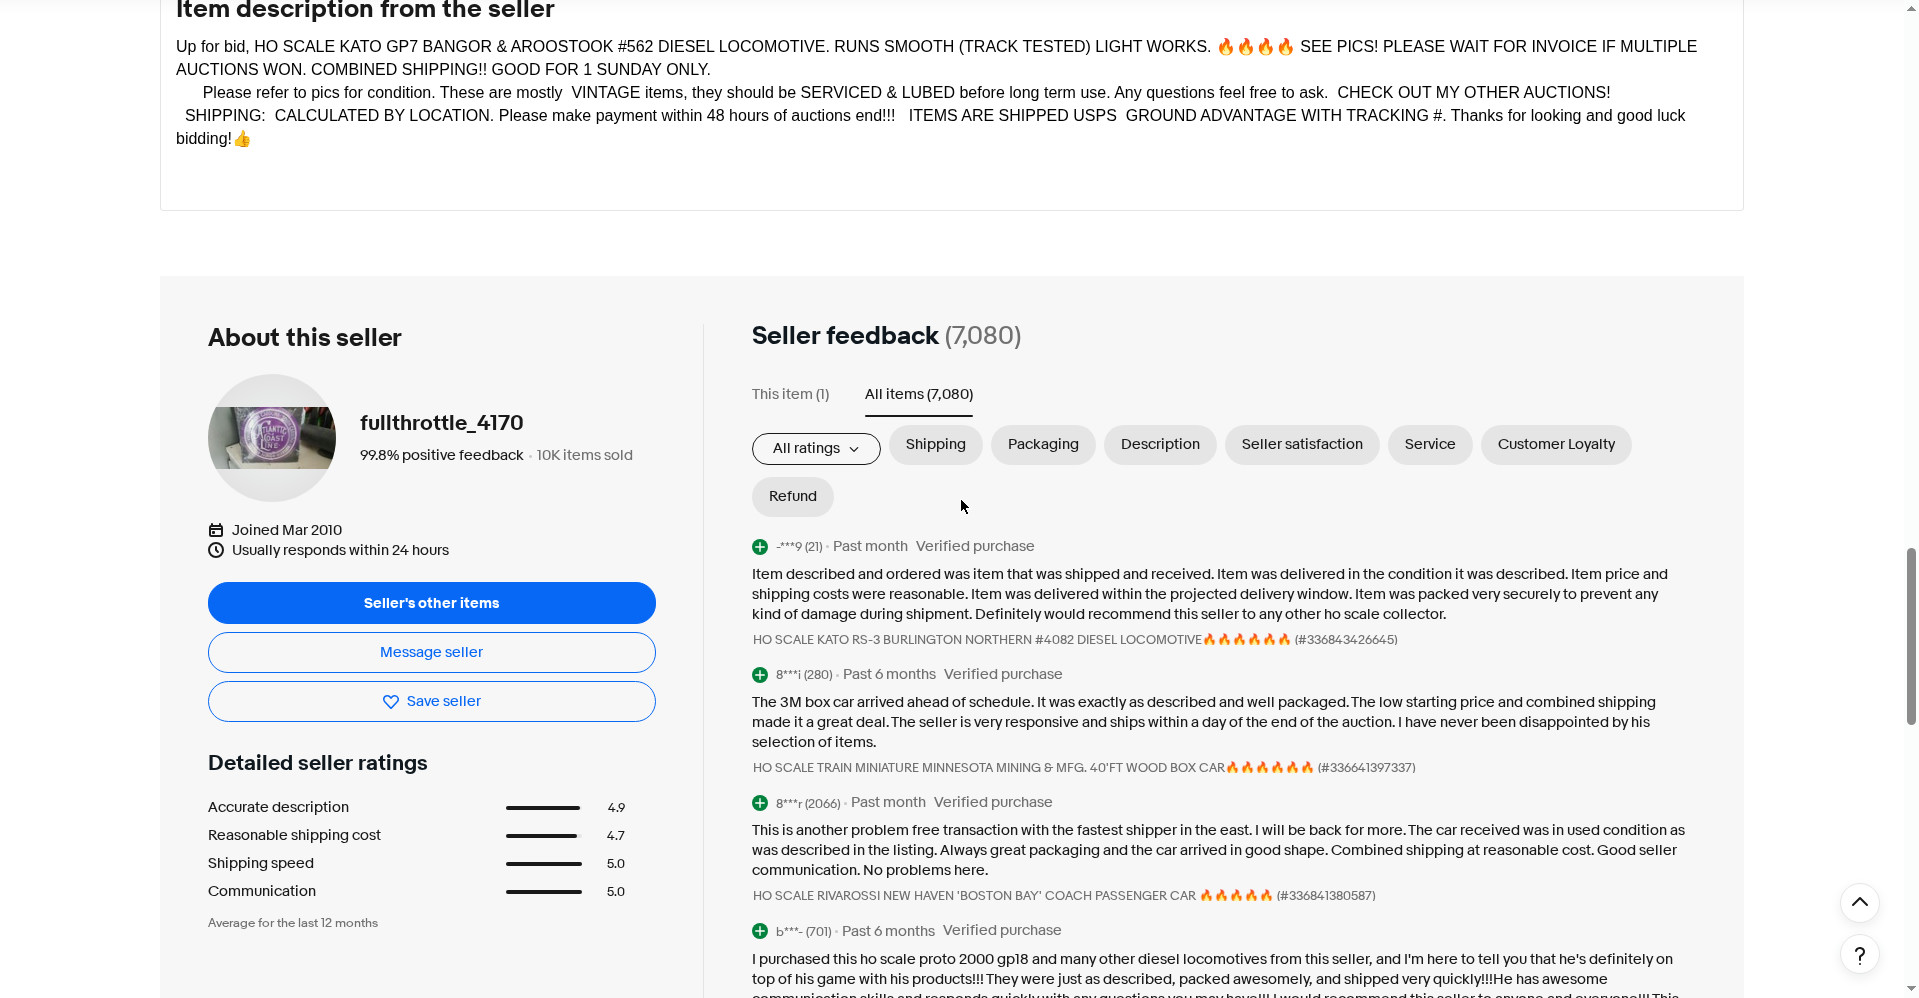 Item description from the seller
Up for bid, HO SCALE KATO GP7 BANGOR & AROOSTOOK #562 DIESEL LOCOMOTIVE. RUNS SMOOTH (TRACK TESTED) LIGHT WORKS. 🔥🔥🔥🔥 SEE PICS! PLEASE WAIT FOR INVOICE IF MULTIPLE
AUCTIONS WON. COMBINED SHIPPING!! GOOD FOR 1 SUNDAY ONLY.
Please refer to pics for condition. These are mostly  VINTAGE items, they should be SERVICED & LUBED before long term use. Any questions feel free to ask.  CHECK OUT MY OTHER AUCTIONS!
SHIPPING:  CALCULATED BY LOCATION. Please make payment within 48 hours of auctions end!!!   ITEMS ARE SHIPPED USPS  GROUND ADVANTAGE WITH TRACKING #. Thanks for looking and good luck
bidding!👍
About this seller
fullthrottle_4170
99.8% positive feedback • 10K items sold
Joined Mar 2010
Usually responds within 24 hours
Seller's other items
Message seller
Save seller
Detailed seller ratings
Accurate description 4.9
Reasonable shipping cost 4.7
Shipping speed 5.0
Communication 5.0
Average for the last 12 months
Seller feedback (7,080)
This item (1) All items (7,080)
All ratings Shipping Packaging Description Seller satisfaction Service Customer Loyalty
Refund
-***9 (21) • Past month Verified purchase
Item described and ordered was item that was shipped and received. Item was delivered in the condition it was described. Item price and
shipping costs were reasonable. Item was delivered within the projected delivery window. Item was packed very securely to prevent any
kind of damage during shipment. Definitely would recommend this seller to any other ho scale collector.
HO SCALE KATO RS-3 BURLINGTON NORTHERN #4082 DIESEL LOCOMOTIVE🔥🔥🔥🔥🔥🔥 (#336843426645)
8***i (280) • Past 6 months Verified purchase
The 3M box car arrived ahead of schedule. It was exactly as described and well packaged. The low starting price and combined shipping
made it a great deal. The seller is very responsive and ships within a day of the end of the auction. I have never been disappointed by his
selection of items.
HO SCALE TRAIN MINIATURE MINNESOTA MINING & MFG. 40'FT WOOD BOX CAR🔥🔥🔥🔥🔥🔥 (#336641397337)
8***r (2066) • Past month Verified purchase
This is another problem free transaction with the fastest shipper in the east. I will be back for more. The car received was in used condition as
was described in the listing. Always great packaging and the car arrived in good shape. Combined shipping at reasonable cost. Good seller
communication. No problems here.
HO SCALE RIVAROSSI NEW HAVEN 'BOSTON BAY' COACH PASSENGER CAR 🔥🔥🔥🔥🔥 (#336841380587)
b***- (701) • Past 6 months Verified purchase
I purchased this ho scale proto 2000 gp18 and many other diesel locomotives from this seller, and I'm here to tell you that he's definitely on
top of his game with his products!!! They were just as described, packed awesomely, and shipped very quickly!!!He has awesome